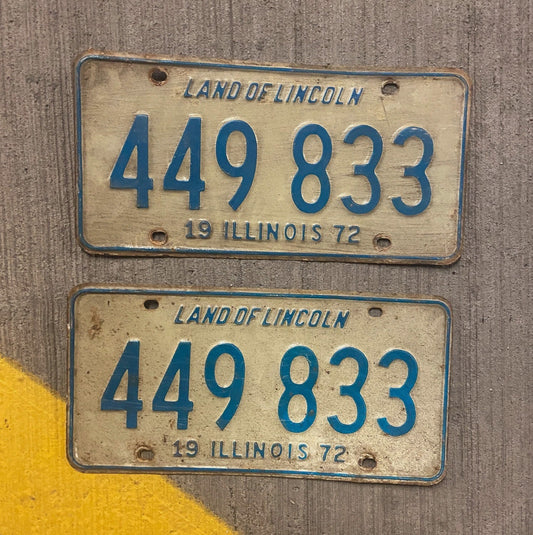 LAND OF LINCOLN
449 833
19 ILLINOIS 72
LAND OF LINCOLN
449 833
19 ILLINOIS 72